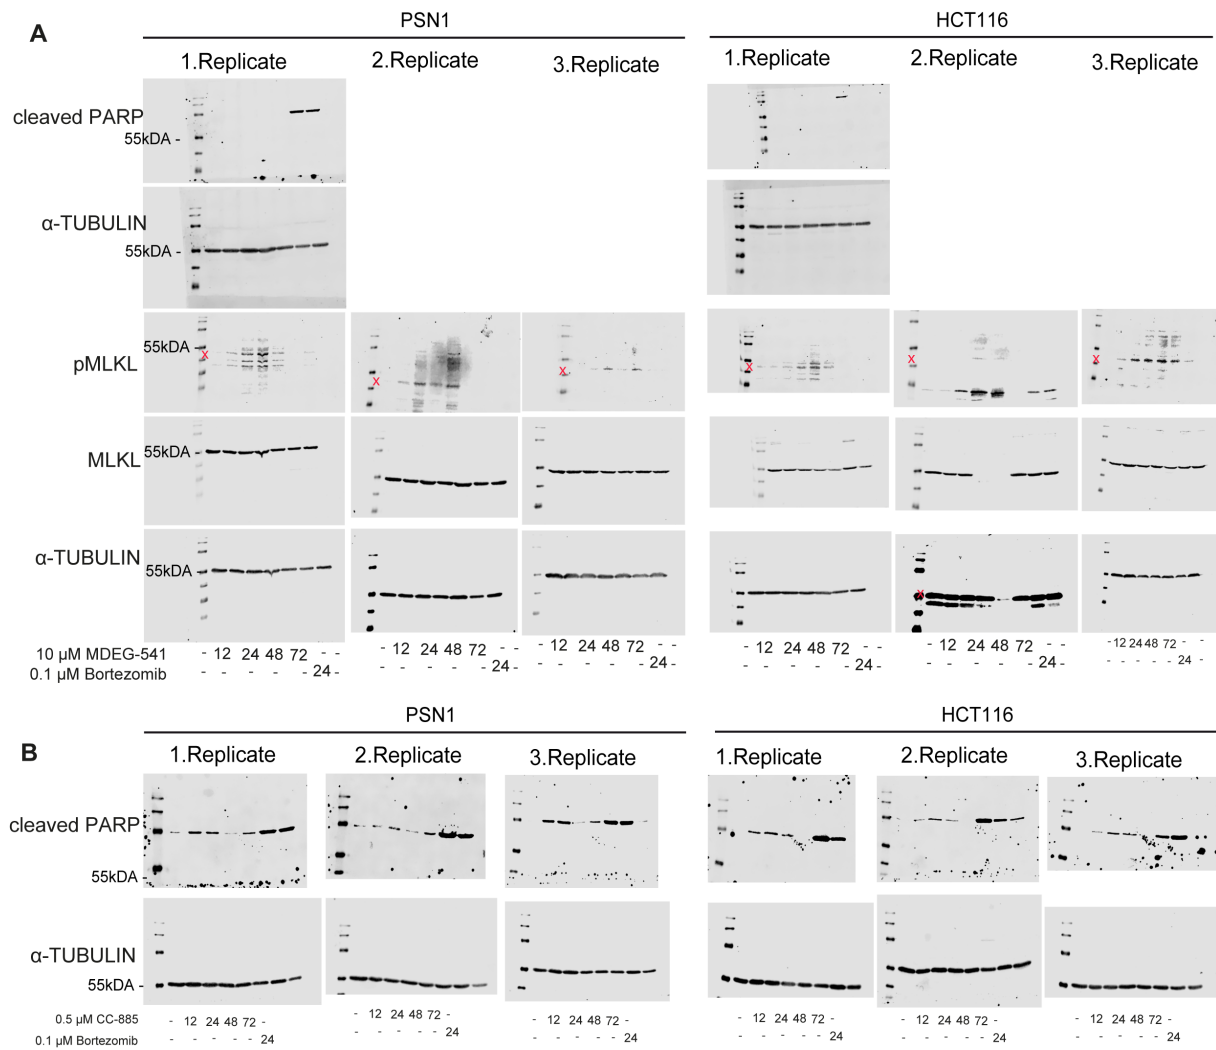 A
PSN1
HCT116
1.Replicate
2.Replicate
3.Replicate
1.Replicate
2.Replicate
3.Replicate
cleaved PARP
55kDA -
α-TUBULIN
55kDA -
pMLKL
55kDA
X
X
X
X
X
X
MLKL
55kDA -
α-TUBULIN
55kDA
X
10 µM MDEG-541
- 12 24 48 72 - -
- 12 24 48 72 - -
- 12 24 48 72 - -
- 12 24 48 72 - -
- 12 24 48 72 - -
- 12 24 48 72 - -
0.1 µM Bortezomib
- - - - - 24 -
- - - - - 24 -
- - - - - 24 -
- - - - - 24 -
- - - - - 24 -
- - - - - 24 -
B
PSN1
HCT116
1.Replicate
2.Replicate
3.Replicate
1.Replicate
2.Replicate
3.Replicate
cleaved PARP
55kDA -
α-TUBULIN
55kDA -
0.5 µM CC-885
- 12 24 48 72 -
- 12 24 48 72 -
- 12 24 48 72 -
- 12 24 48 72 -
- 12 24 48 72 -
- 12 24 48 72 -
0.1 µM Bortezomib
- - - - - 24
- - - - - 24
- - - - - 24
- - - - - 24
- - - - - 24
- - - - - 24